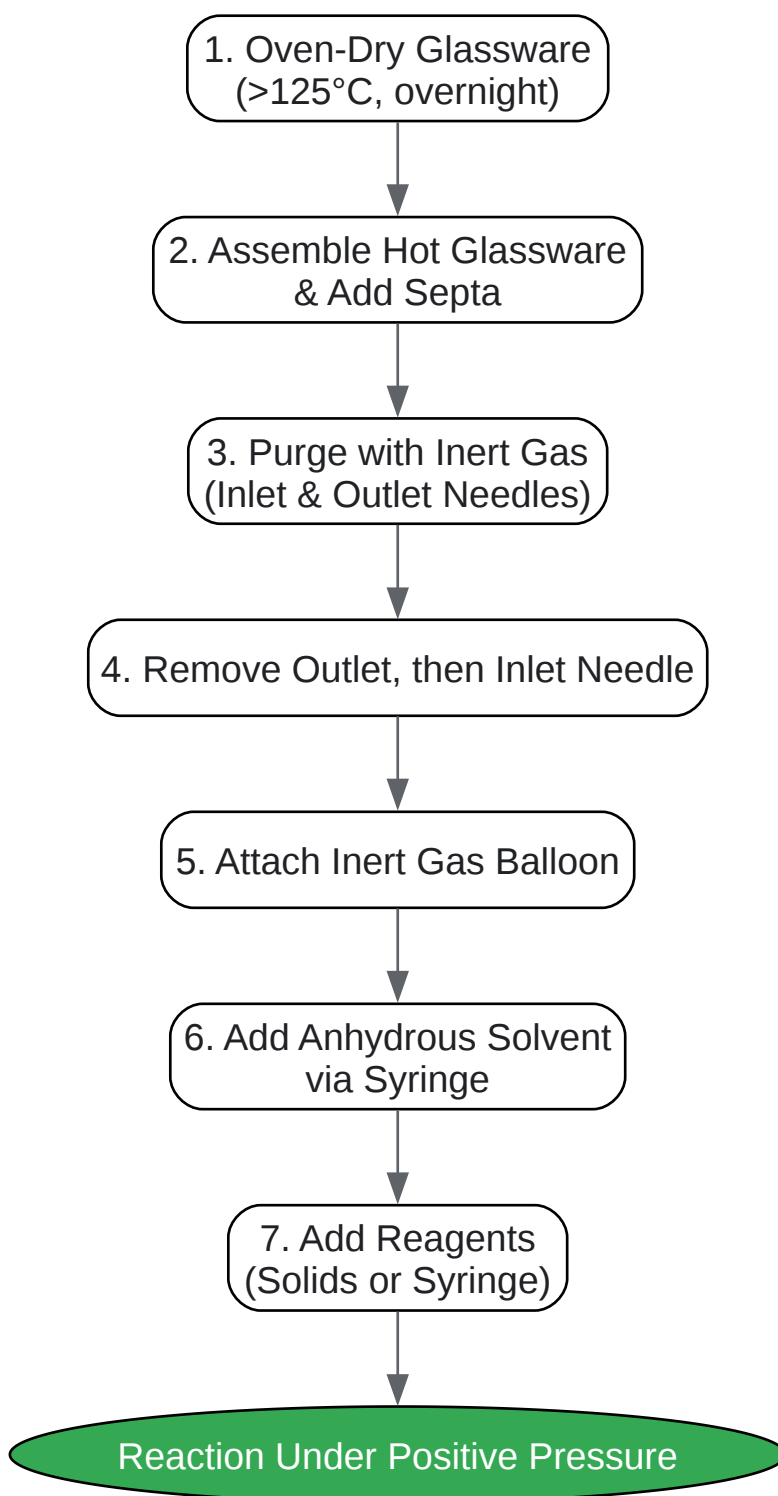 1. Oven-Dry Glassware
(>125°C, overnight)
2. Assemble Hot Glassware
& Add Septa
3. Purge with Inert Gas
(Inlet & Outlet Needles)
4. Remove Outlet, then Inlet Needle
5. Attach Inert Gas Balloon
6. Add Anhydrous Solvent
via Syringe
7. Add Reagents
(Solids or Syringe)
Reaction Under Positive Pressure